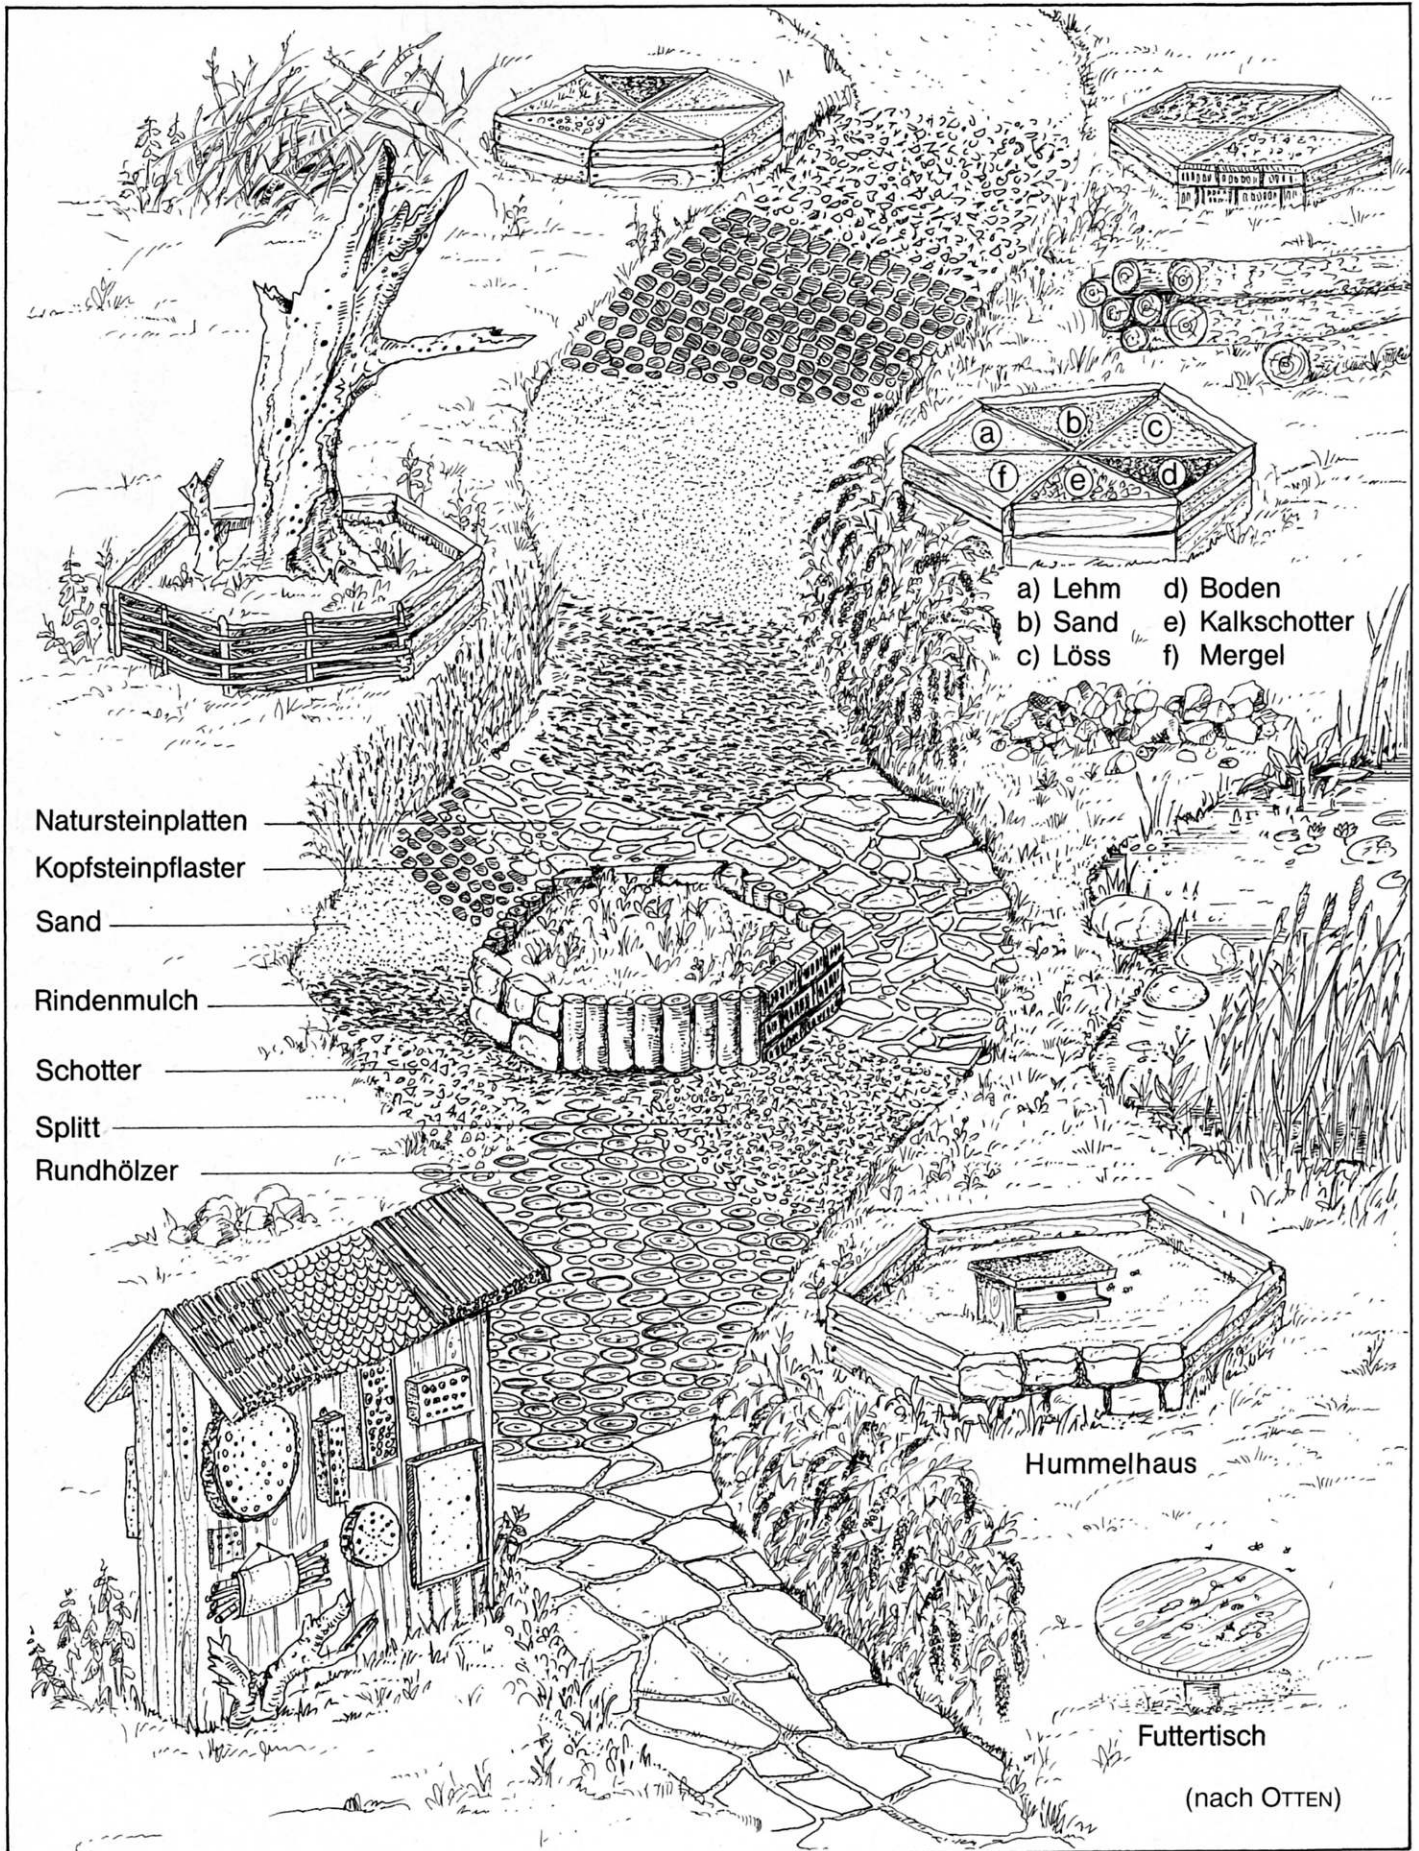 a
b
c
f
e
d
a) Lehm d) Boden
b) Sand e) Kalkschotter
c) Löss f) Mergel
Natursteinplatten
Kopfsteinpflaster
Sand
Rindenmulch
Schotter
Splitt
Rundhölzer
Hummelhaus
Futtertisch
(nach OTTEN)